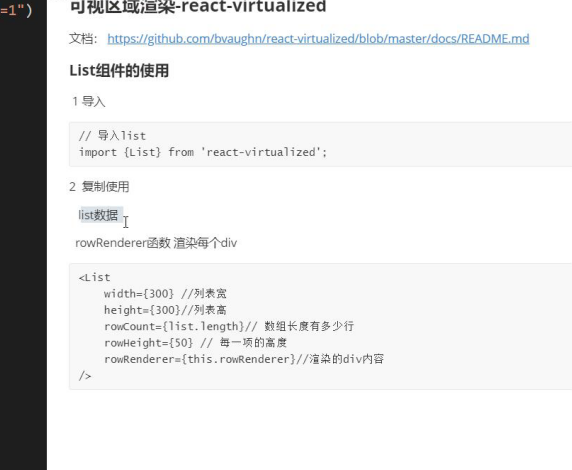 =1")
可视区域渲染-react-virtualized
文档： https://github.com/bvaughn/react-virtualized/blob/master/docs/README.md
List组件的使用
1 导入
// 导入list
import {List} from 'react-virtualized';
2 复制使用
list数据
rowRenderer函数 渲染每个div
<List
width={300} //列表宽
height={300}//列表高
rowCount={list.length}// 数组长度有多少行
rowHeight={50} // 每一项的高度
rowRenderer={this.rowRenderer}//渲染的div内容
/>